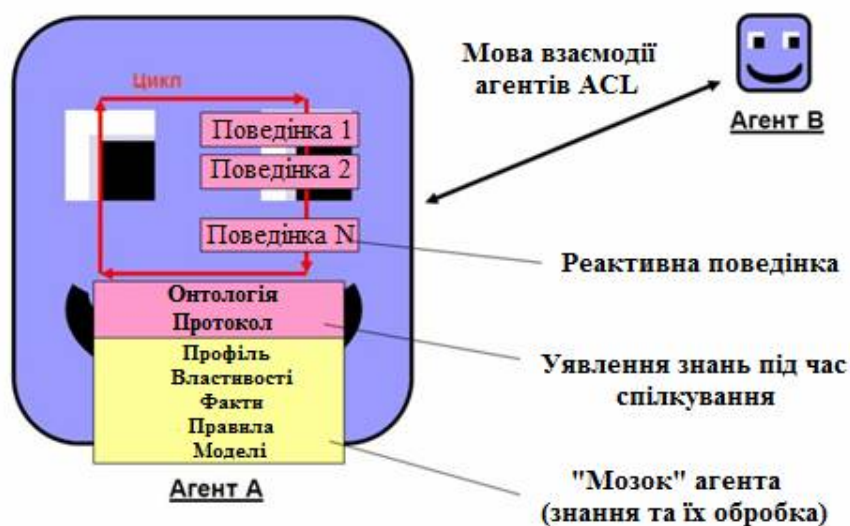 Цикл
Поведінка 1
Поведінка 2
Поведінка N
Онтологія
Протокол
Профіль
Властивості
Факти
Правила
Моделі
Агент А
Мова взаємодії
агентів ACL
Агент В
Реактивна поведінка
Уявлення знань під час
спілкування
"Мозок" агента
(знання та їх обробка)